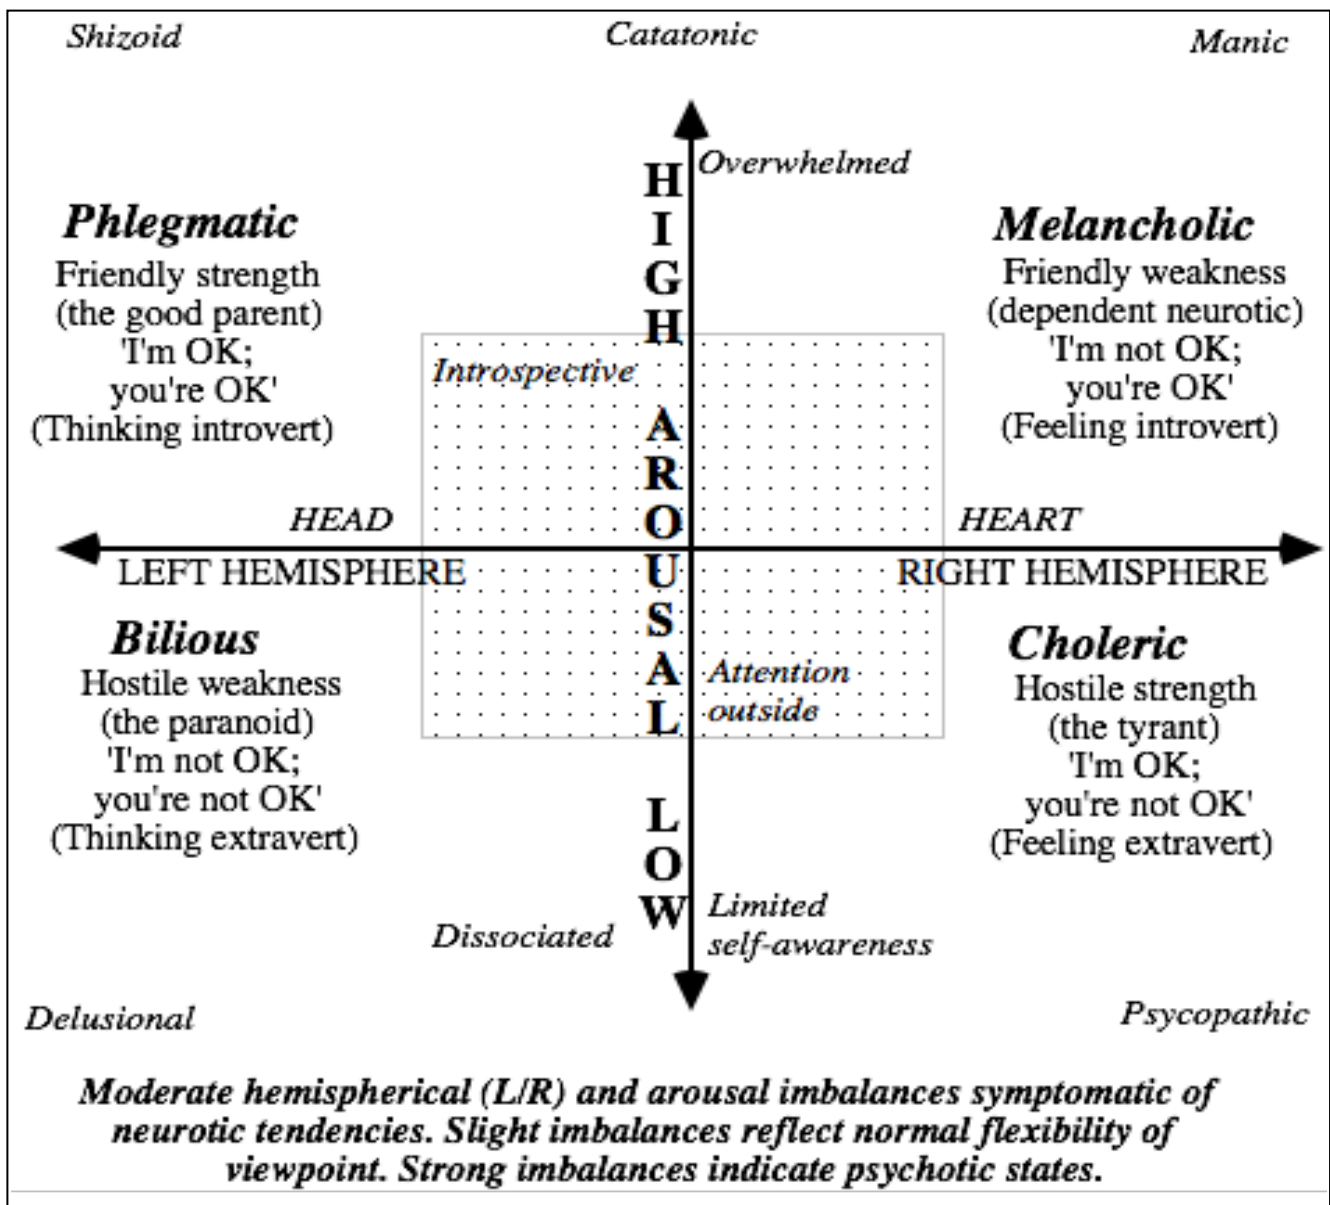 Shizoid
Catatonic
Manic
Overwhelmed
HIGH AROUSAL LOW
Phlegmatic
Friendly strength
(the good parent)
'I'm OK;
you're OK'
(Thinking introvert)
Melancholic
Friendly weakness
(dependent neurotic)
'I'm not OK;
you're OK'
(Feeling introvert)
Introspective
HEAD
HEART
LEFT HEMISPHERE
RIGHT HEMISPHERE
Bilious
Hostile weakness
(the paranoid)
'I'm not OK;
you're not OK'
(Thinking extravert)
Attention
outside
Choleric
Hostile strength
(the tyrant)
'I'm OK;
you're not OK'
(Feeling extravert)
Dissociated
Limited
self-awareness
Delusional
Psycopathic
Moderate hemispherical (L/R) and arousal imbalances symptomatic of
neurotic tendencies. Slight imbalances reflect normal flexibility of
viewpoint. Strong imbalances indicate psychotic states.